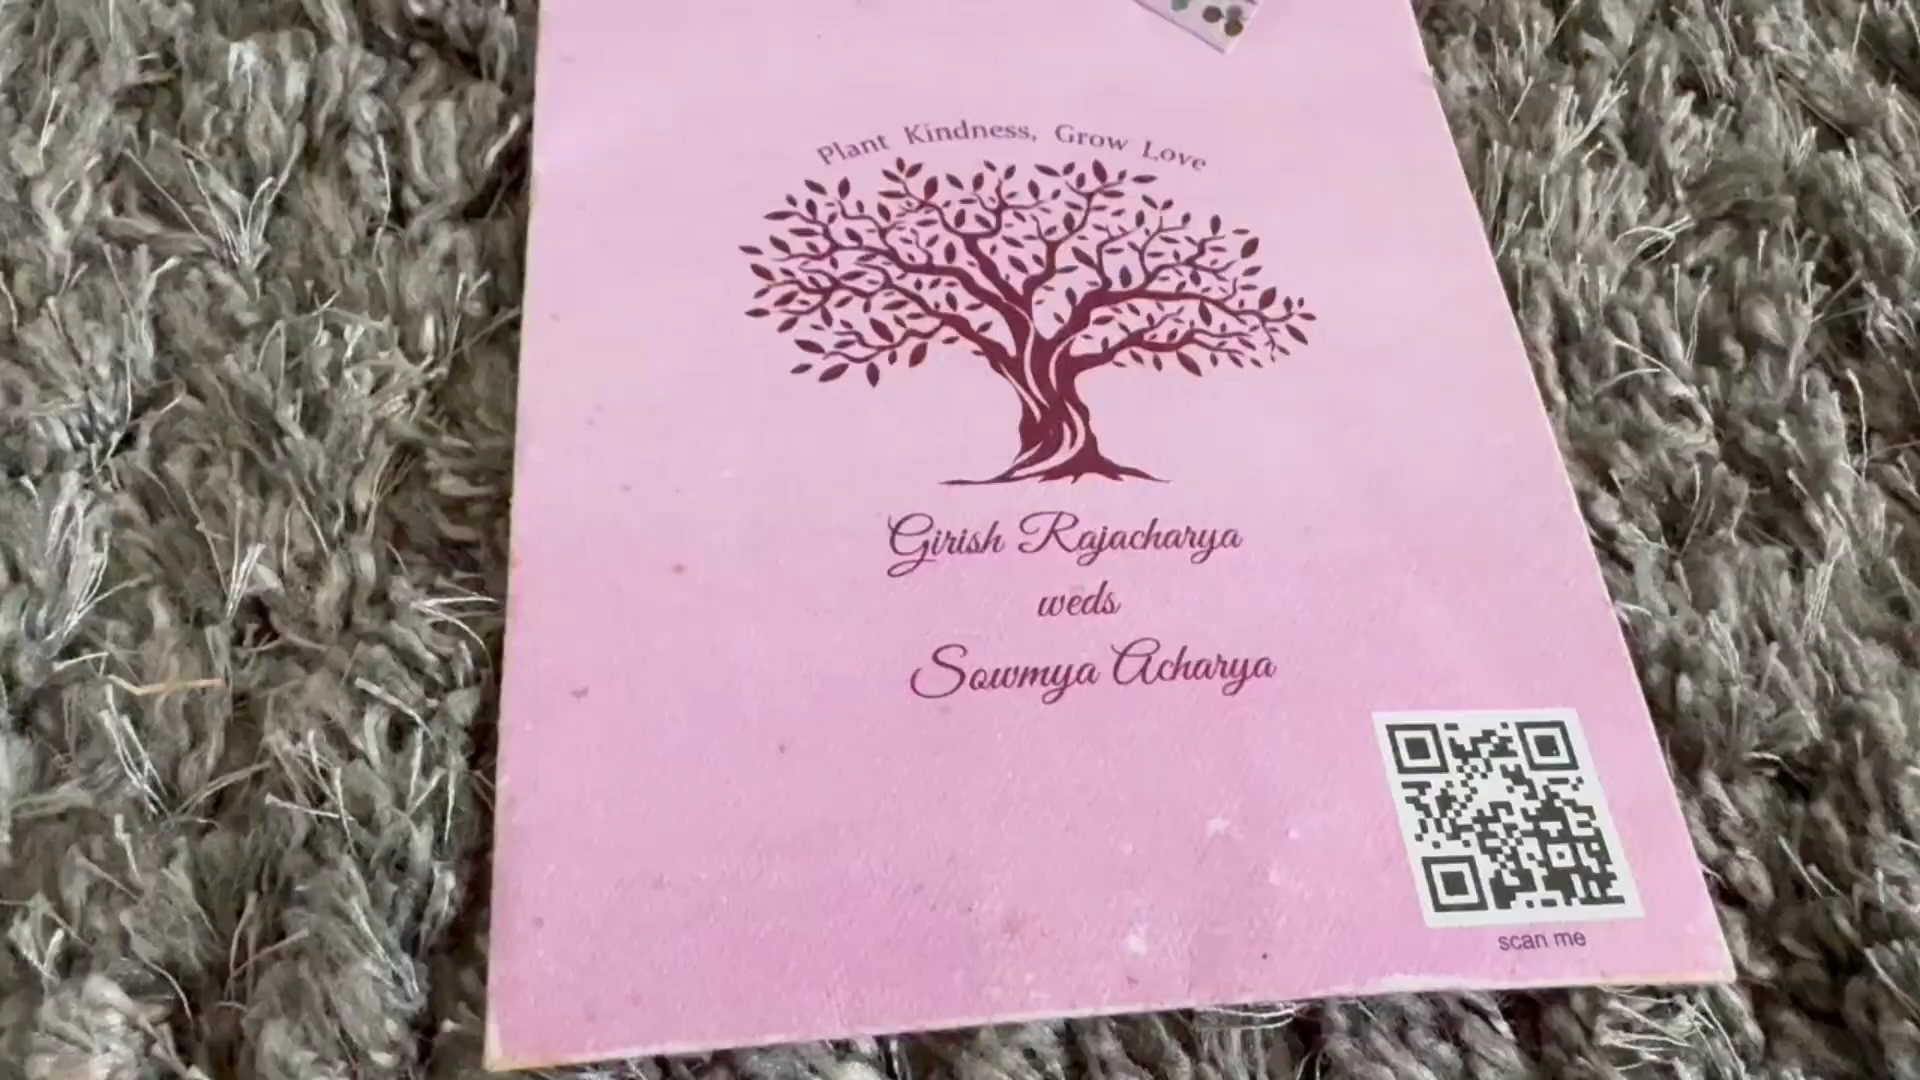 Plant Kindness, Grow Love
Girish Rajacharya
weds
Sowmya Acharya
scan me